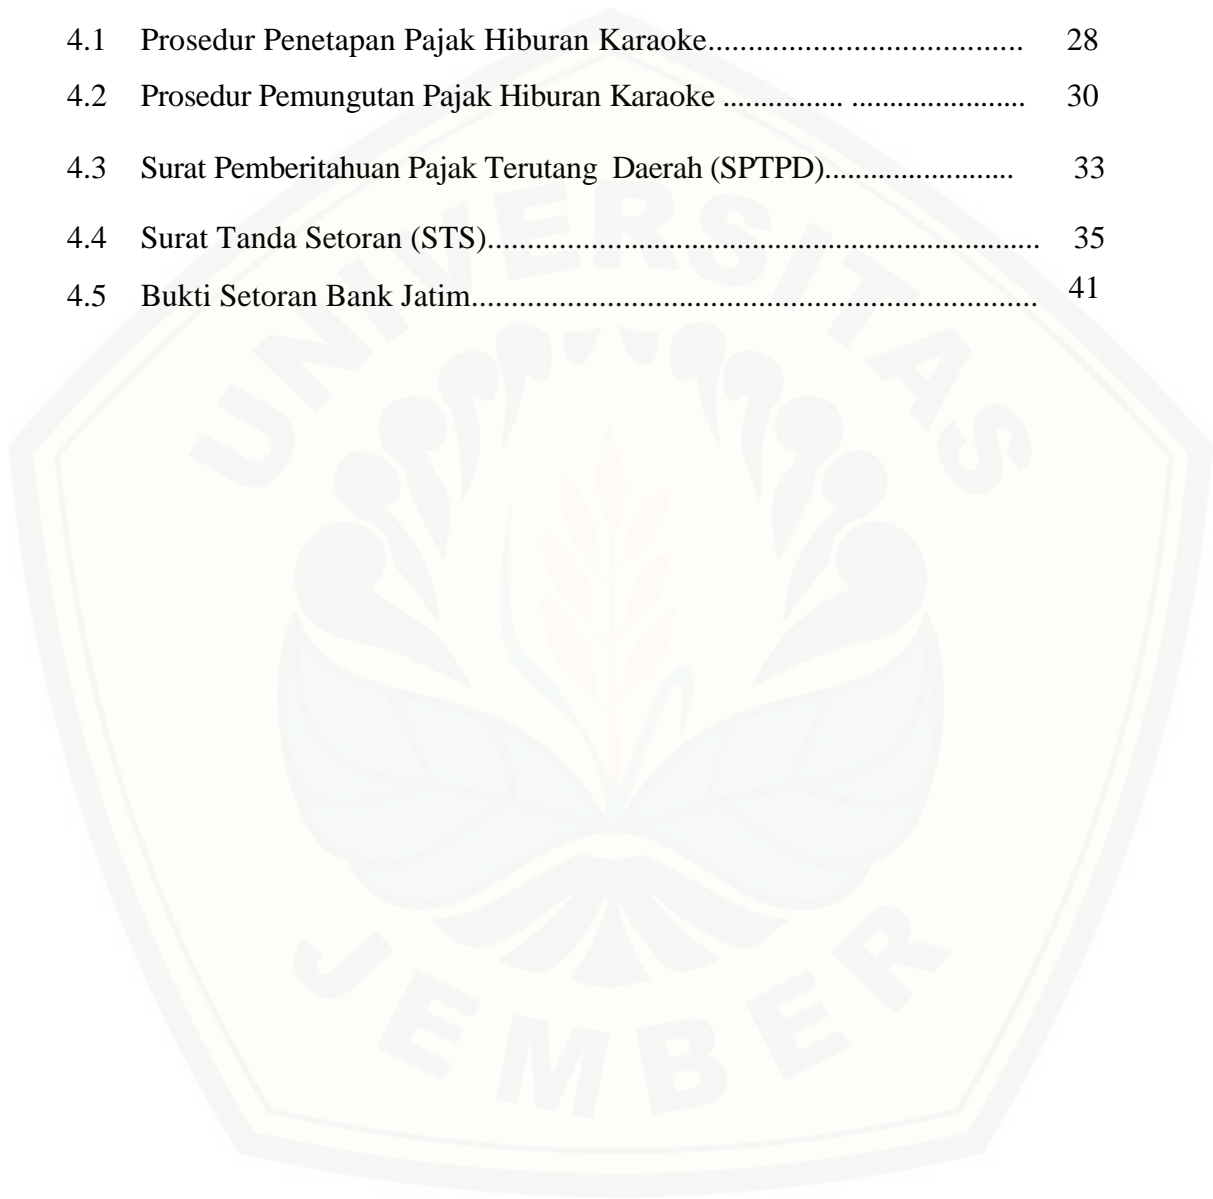 4.1 Prosedur Penetapan Pajak Hiburan Karaoke....................................... 28
4.2 Prosedur Pemungutan Pajak Hiburan Karaoke ................ ....................... 30
4.3 Surat Pemberitahuan Pajak Terutang Daerah (SPTPD)....................... 33
4.4 Surat Tanda Setoran (STS)..................................................................... 35
4.5 Bukti Setoran Bank Jatim...................................................................... 41
UNIVERSITAS
JEMBER